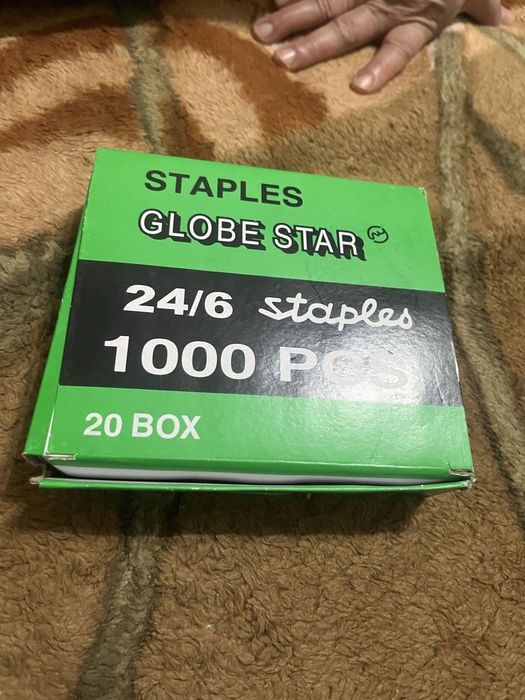 STAPLES
GLOBE STAR
24/6 staples
1000 PCS
20 BOX